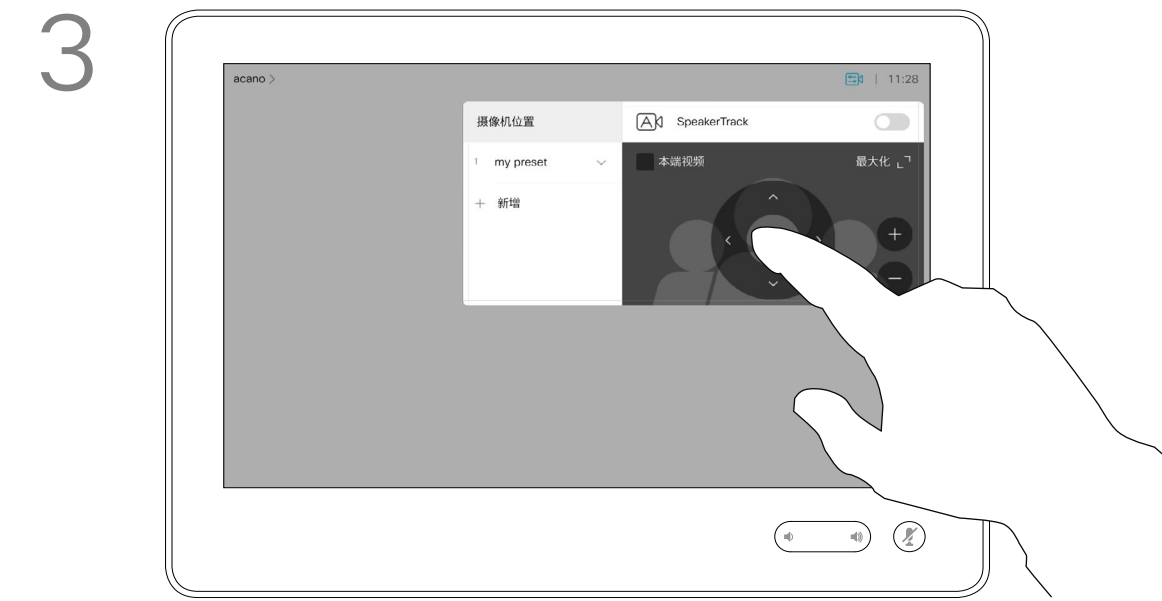 3
acano >
11:28
摄像机位置
SpeakerTrack
1 my preset
本端视频
最大化
+ 新增